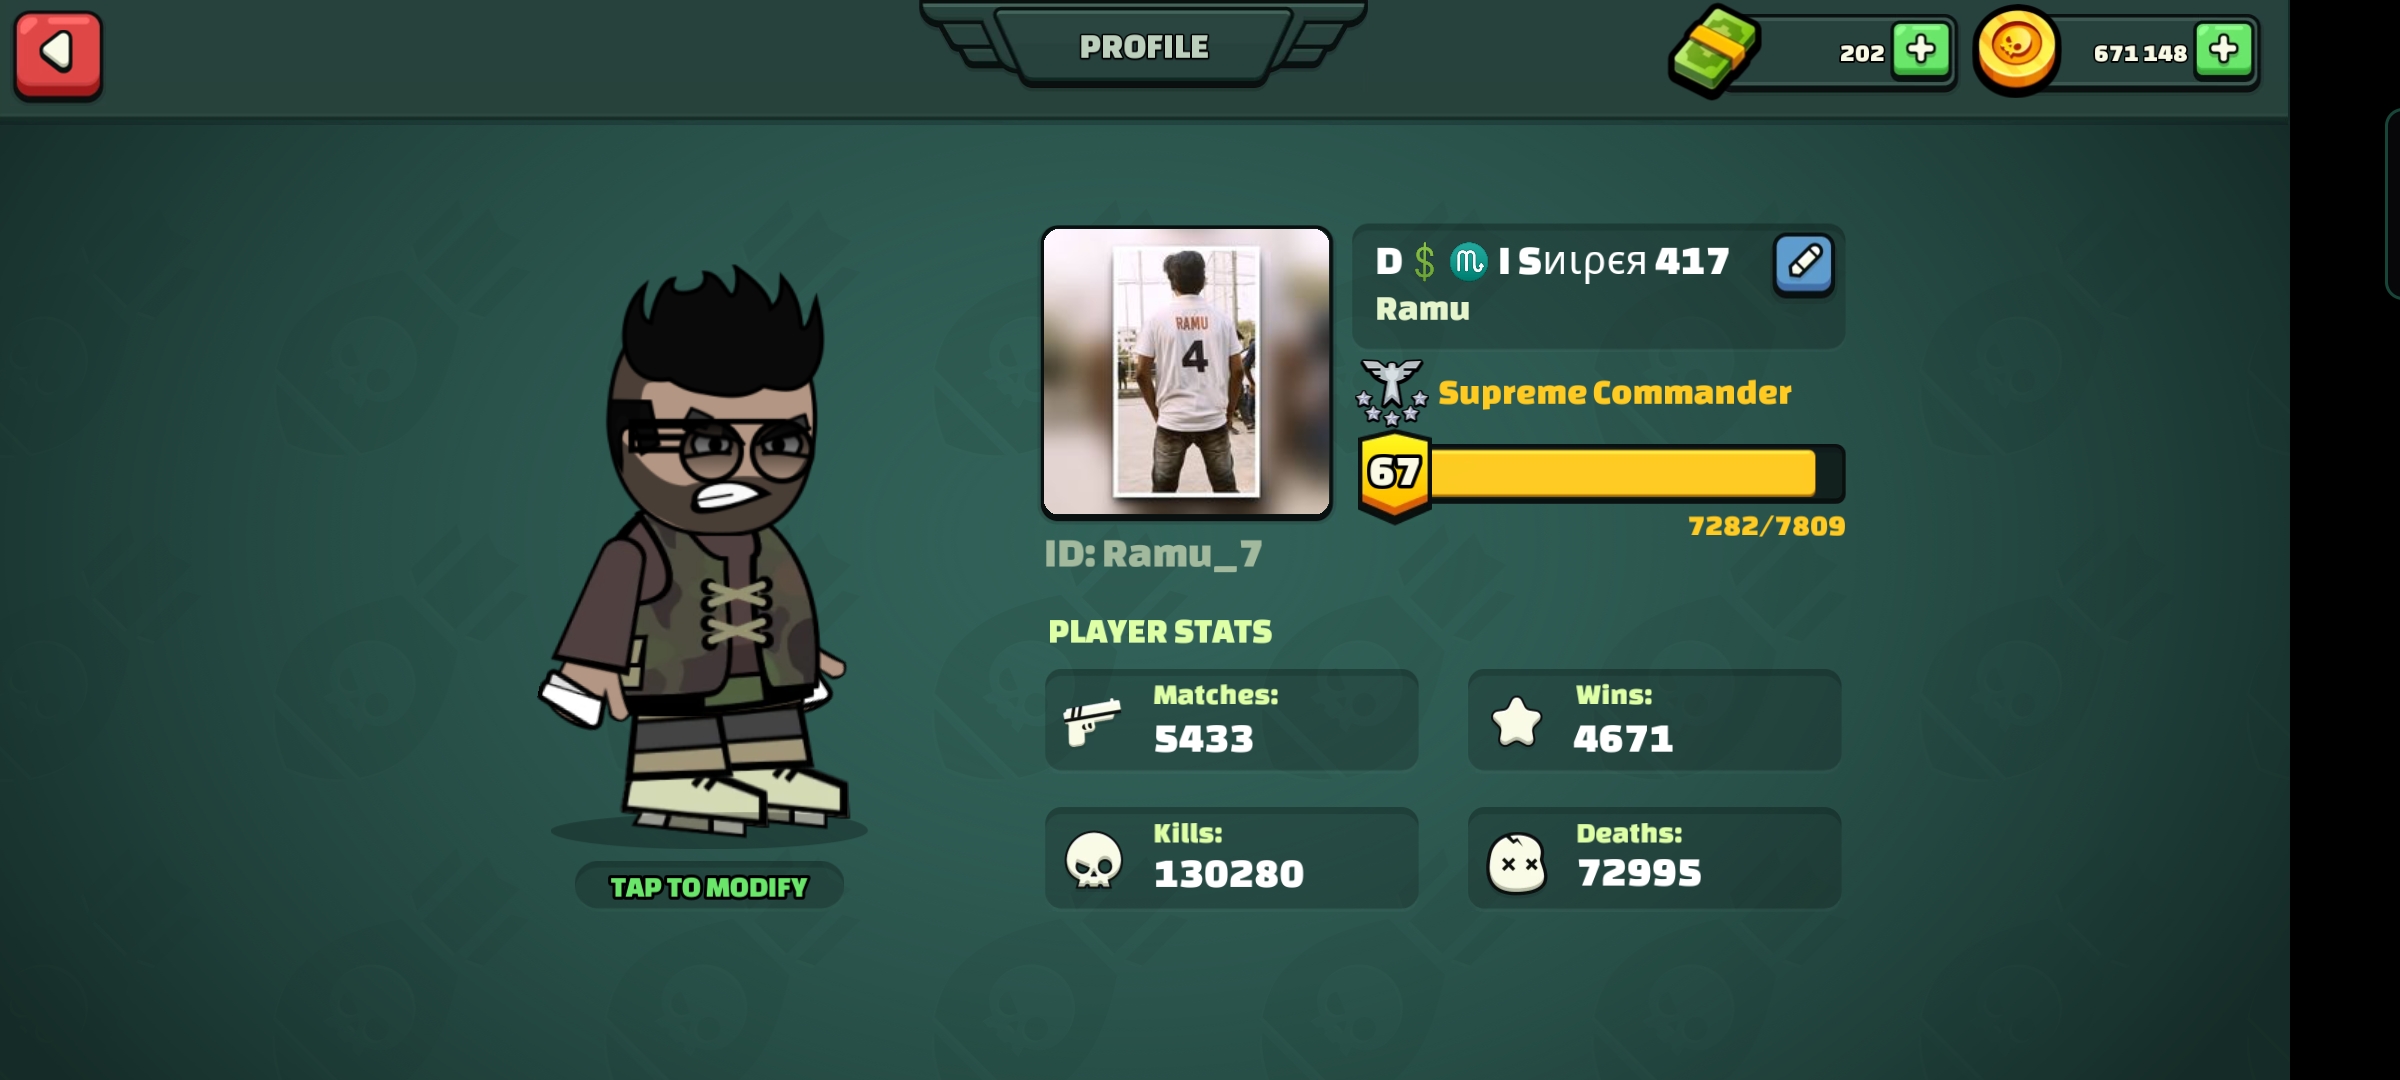 PROFILE
202
671 148
D $ ♏ I Sиιρєя 417
Ramu
RAMU
4
Supreme Commander
67
7282/7809
ID: Ramu_7
PLAYER STATS
Matches:
5433
Wins:
4671
Kills:
130280
Deaths:
72995
TAP TO MODIFY